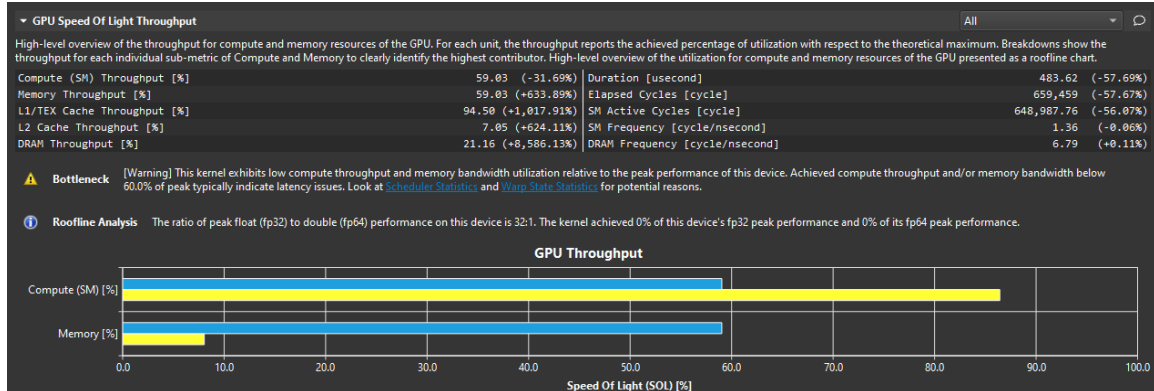 GPU Speed Of Light Throughput
All
High-level overview of the throughput for compute and memory resources of the GPU. For each unit, the throughput reports the achieved percentage of utilization with respect to the theoretical maximum. Breakdowns show the
throughput for each individual sub-metric of Compute and Memory to clearly identify the highest contributor. High-level overview of the utilization for compute and memory resources of the GPU presented as a roofline chart.
Compute (SM) Throughput [%] 59.03 (-31.69%) Duration [usecond] 483.62 (-57.69%)
Memory Throughput [%] 59.03 (+633.89%) Elapsed Cycles [cycle] 659,459 (-57.67%)
L1/TEX Cache Throughput [%] 94.50 (+1,017.91%) SM Active Cycles [cycle] 648,987.76 (-56.07%)
L2 Cache Throughput [%] 7.05 (+624.11%) SM Frequency [cycle/nsecond] 1.36 (-0.06%)
DRAM Throughput [%] 21.16 (+8,586.13%) DRAM Frequency [cycle/nsecond] 6.79 (+0.11%)
Bottleneck [Warning] This kernel exhibits low compute throughput and memory bandwidth utilization relative to the peak performance of this device. Achieved compute throughput and/or memory bandwidth below
60.0% of peak typically indicate latency issues. Look at Scheduler Statistics and Warp State Statistics for potential reasons.
Roofline Analysis The ratio of peak float (fp32) to double (fp64) performance on this device is 32:1. The kernel achieved 0% of this device's fp32 peak performance and 0% of its fp64 peak performance.
GPU Throughput
Compute (SM) [%]
Memory [%]
0.0 10.0 20.0 30.0 40.0 50.0 60.0 70.0 80.0 90.0 100.0
Speed Of Light (SOL) [%]